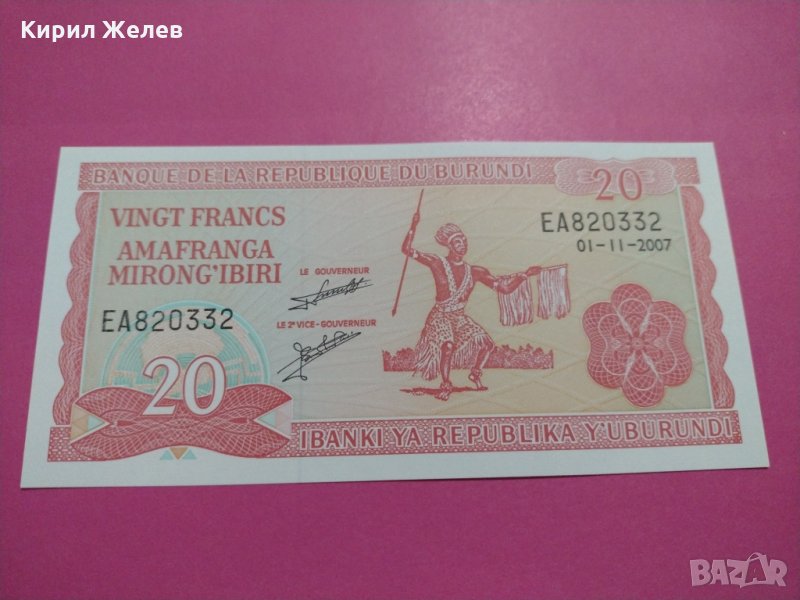 Кирил Желев
BANQUE DE LA REPUBLIQUE DU BURUNDI
20
VINGT FRANCS
AMAFRANGA
MIRONG'IBIRI
EA820332
01-11-2007
LE GOUVERNEUR
EA820332
LE 2e VICE-GOUVERNEUR
20
IBANKI YA REPUBLIKA Y'UBURUNDI
BAZAR